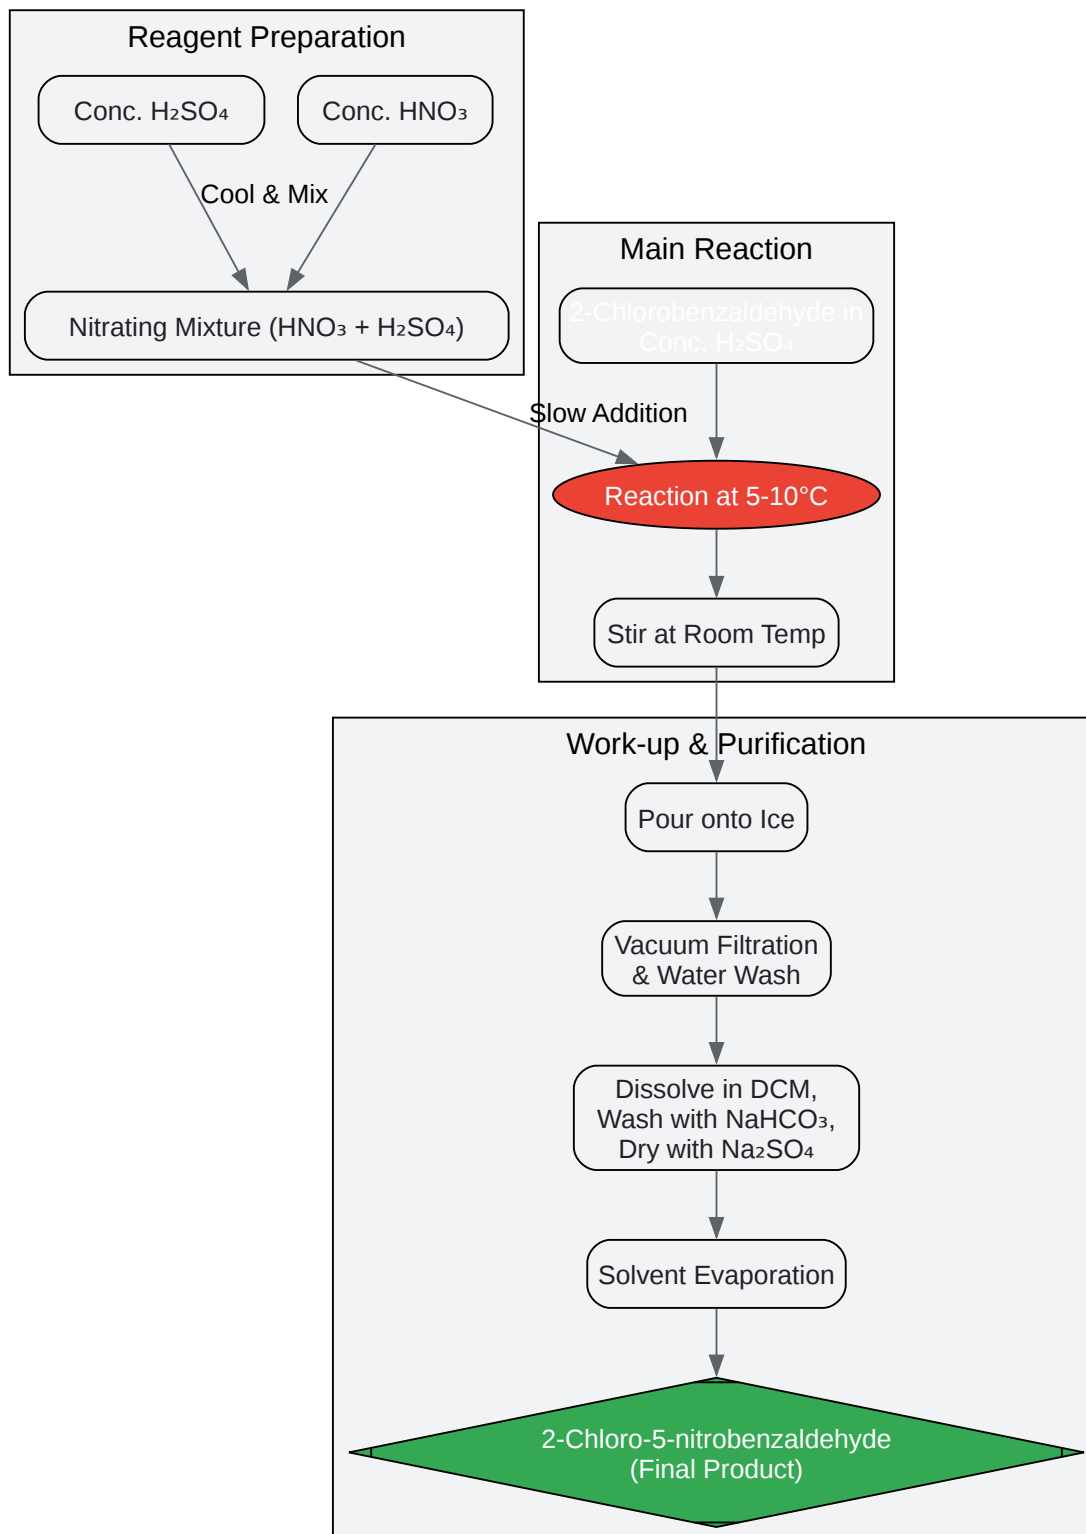 Reagent Preparation
Conc. H₂SO₄
Conc. HNO₃
Cool & Mix
Nitrating Mixture (HNO₃ + H₂SO₄)
Main Reaction
2-Chlorobenzaldehyde in
Conc. H₂SO₄
Slow Addition
Reaction at 5-10°C
Stir at Room Temp
Work-up & Purification
Pour onto Ice
Vacuum Filtration
& Water Wash
Dissolve in DCM,
Wash with NaHCO₃,
Dry with Na₂SO₄
Solvent Evaporation
2-Chloro-5-nitrobenzaldehyde
(Final Product)